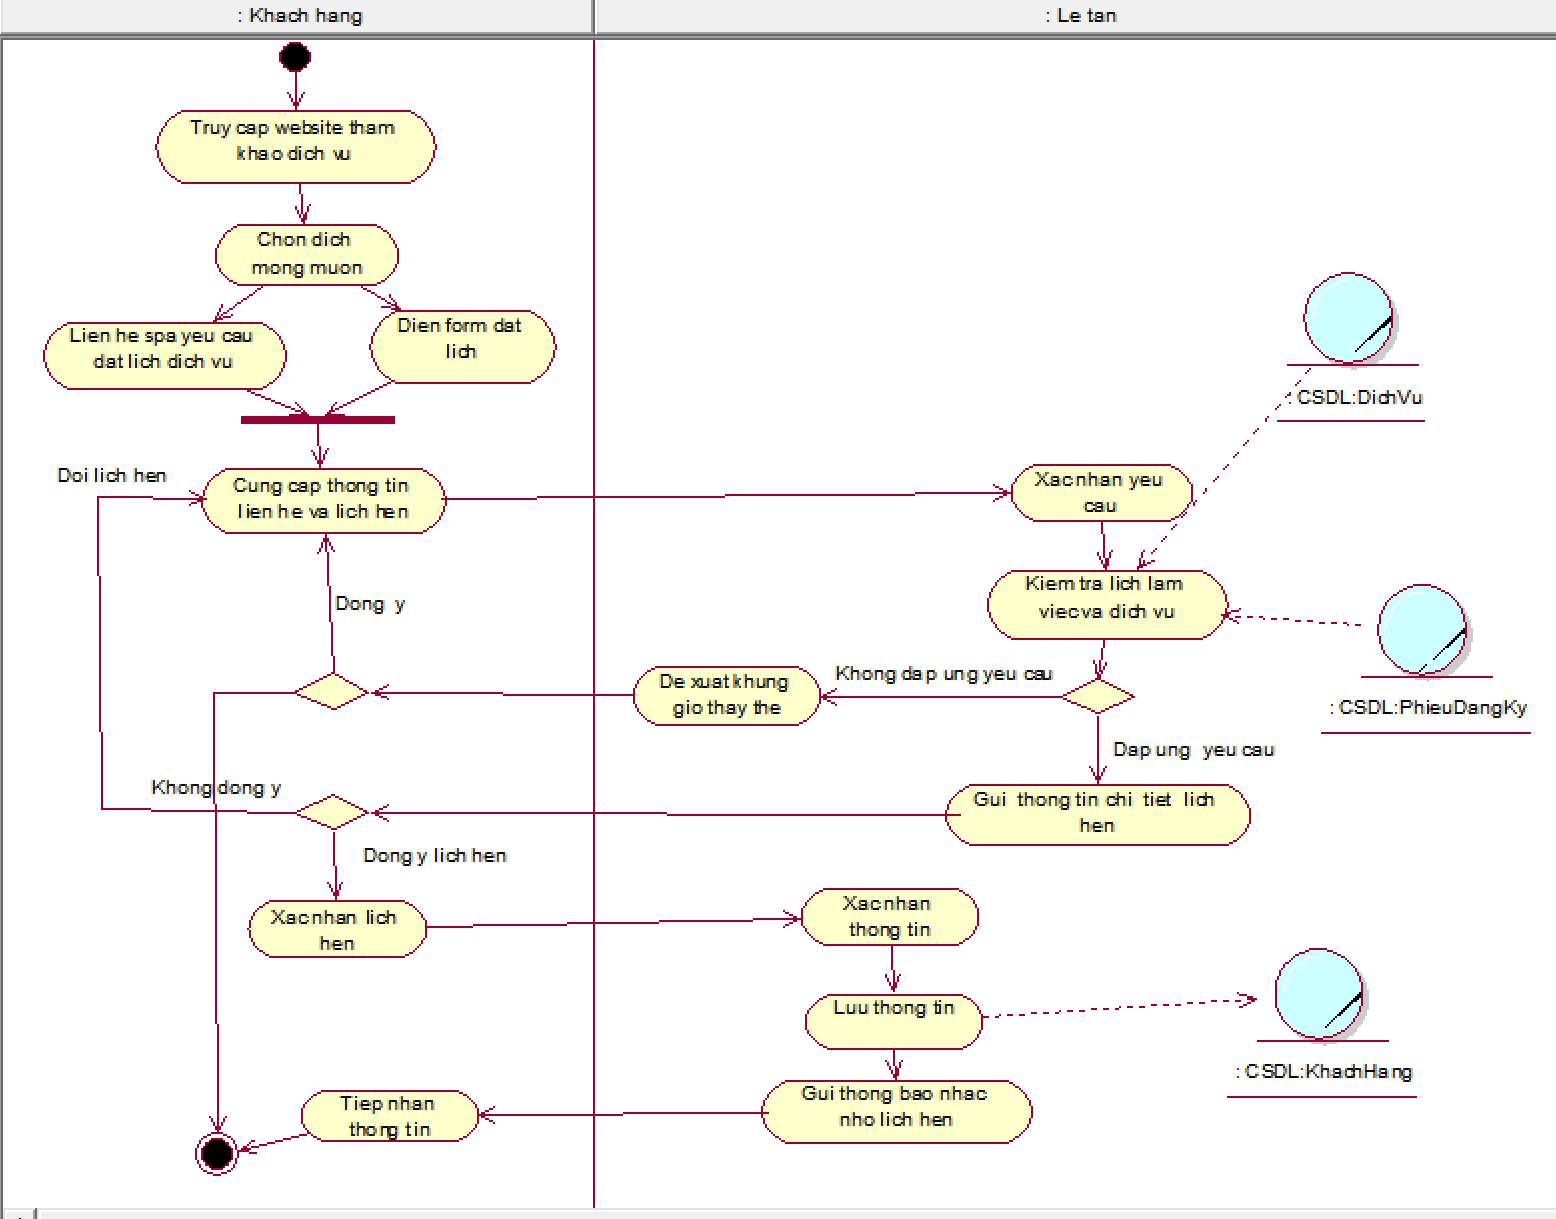 : Khach hang
: Le tan
Truy cap website tham
khao dich vu
Chon dich
mong muon
Lien he spa yeu cau
dat lich dich vu
Dien form dat
lich
: CSDL:DichVu
Doi lich hen
Cung cap thong tin
lien he va lich hen
Xac nhan yeu
cau
Kiem tra lich lam
viec va dich vu
Dong y
De xuat khung
gio thay the
Khong dap ung yeu cau
: CSDL:PhieuDangKy
Dap ung yeu cau
Khong dong y
Gui thong tin chi tiet lich
hen
Dong y lich hen
Xac nhan lich
hen
Xac nhan
thong tin
Luu thong tin
: CSDL:KhachHang
Gui thong bao nhac
nho lich hen
Tiep nhan
thong tin